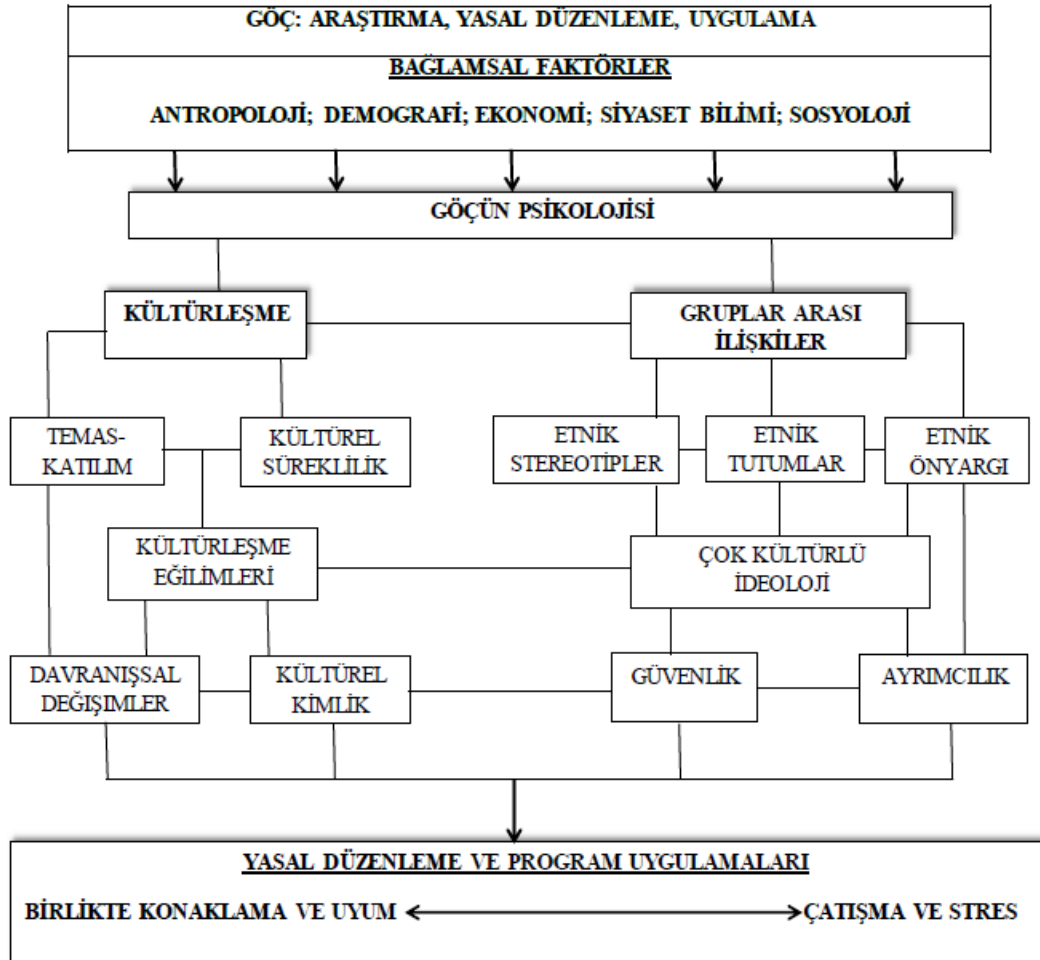 GÖÇ: ARAŞTIRMA, YASAL DÜZENLEME, UYGULAMA
BAĞLAMSAL FAKTÖRLER
ANTROPOLOJİ; DEMOGRAFİ; EKONOMİ; SİYASET BİLİMİ; SOSYOLOJİ
GÖÇÜN PSİKOLOJİSİ
KÜLTÜRLEŞME
GRUPLAR ARASI
İLİŞKİLER
TEMAS-
KATILIM
KÜLTÜREL
SÜREKLİLİK
ETNİK
STEREOTİPLER
ETNİK
TUTUMLAR
ETNİK
ÖNYARGI
KÜLTÜRLEŞME
EĞİLİMLERİ
ÇOK KÜLTÜRLÜ
İDEOLOJİ
DAVRANIŞSAL
DEĞIŞIMLER
KÜLTÜREL
KİMLİK
GÜVENLİK
AYRIMCILIK
YASAL DÜZENLEME VE PROGRAM UYGULAMALARI
BİRLİKTE KONAKLAMA VE UYUM
ÇATIŞMA VE STRES